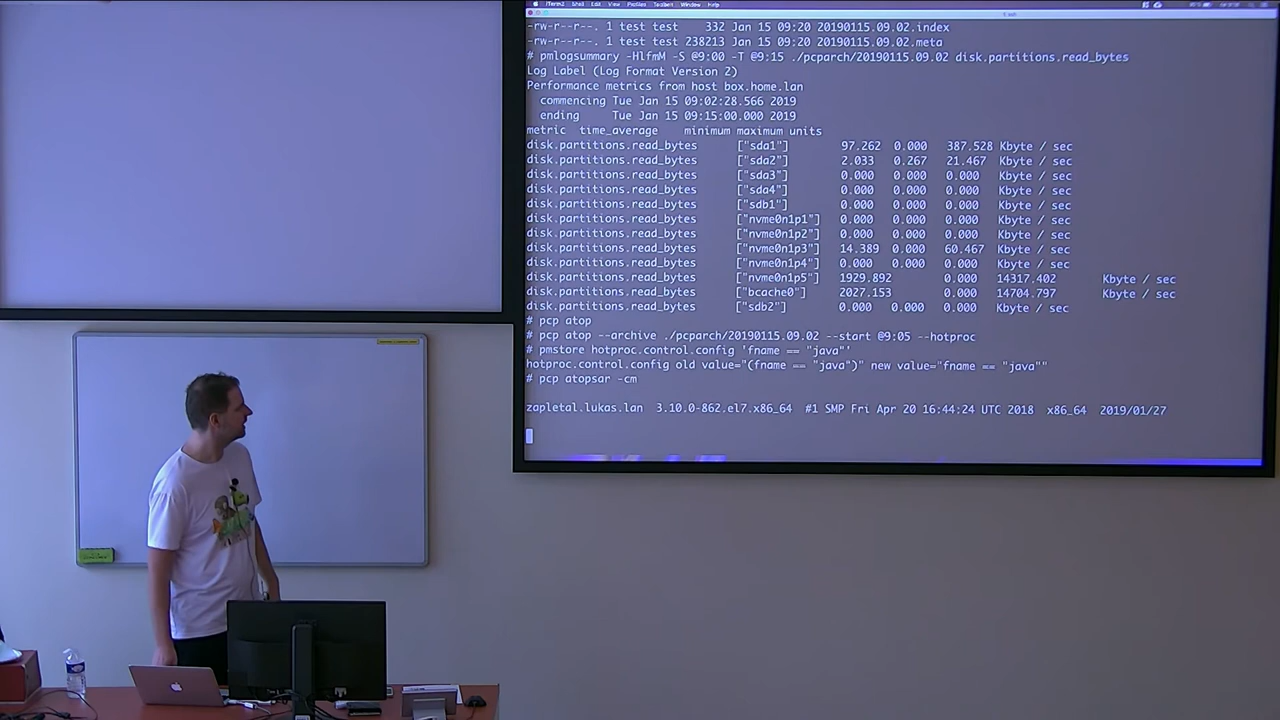 iTerm2 Shell Edit View Profiles Toolbelt Window Help
-rw-r--r--. 1 test test    332 Jan 15 09:20 20190115.09.02.index
-rw-r--r--. 1 test test 238213 Jan 15 09:20 20190115.09.02.meta
# pmlogsummary -HlfmM -S @9:00 -T @9:15 ./pcparch/20190115.09.02 disk.partitions.read_bytes
Log Label (Log Format Version 2)
Performance metrics from host box.home.lan
commencing Tue Jan 15 09:02:28.566 2019
ending     Tue Jan 15 09:15:00.000 2019
metric  time_average    minimum maximum units
disk.partitions.read_bytes ["sda1"] 97.262 0.000 387.528 Kbyte / sec
disk.partitions.read_bytes ["sda2"] 2.033 0.267 21.467 Kbyte / sec
disk.partitions.read_bytes ["sda3"] 0.000 0.000 0.000 Kbyte / sec
disk.partitions.read_bytes ["sda4"] 0.000 0.000 0.000 Kbyte / sec
disk.partitions.read_bytes ["sdb1"] 0.000 0.000 0.000 Kbyte / sec
disk.partitions.read_bytes ["nvme0n1p1"] 0.000 0.000 0.000 Kbyte / sec
disk.partitions.read_bytes ["nvme0n1p2"] 0.000 0.000 0.000 Kbyte / sec
disk.partitions.read_bytes ["nvme0n1p3"] 14.389 0.000 60.467 Kbyte / sec
disk.partitions.read_bytes ["nvme0n1p4"] 0.000 0.000 0.000 Kbyte / sec
disk.partitions.read_bytes ["nvme0n1p5"] 1929.892 0.000 14317.402 Kbyte / sec
disk.partitions.read_bytes ["bcache0"] 2027.153 0.000 14704.797 Kbyte / sec
disk.partitions.read_bytes ["sdb2"] 0.000 0.000 0.000 Kbyte / sec
# pcp atop
# pcp atop --archive ./pcparch/20190115.09.02 --start @9:05 --hotproc
# pmstore hotproc.control.config 'fname == "java"'
hotproc.control.config old value="(fname == "java")" new value="fname == "java""
# pcp atopsar -cm
zapletal.lukas.lan  3.10.0-862.el7.x86_64  #1 SMP Fri Apr 20 16:44:24 UTC 2018  x86_64  2019/01/27